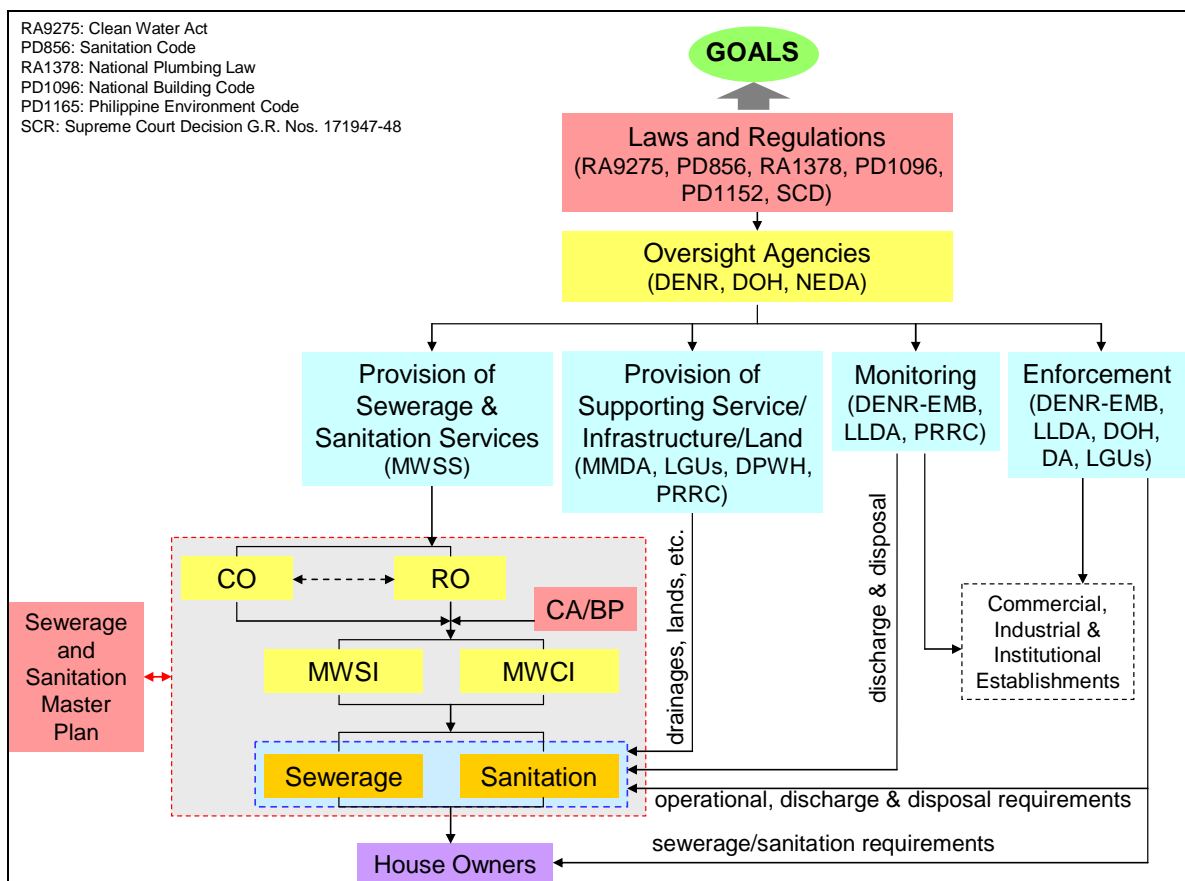 RA9275: Clean Water Act
PD856: Sanitation Code
RA1378: National Plumbing Law
PD1096: National Building Code
PD1165: Philippine Environment Code
SCR: Supreme Court Decision G.R. Nos. 171947-48
GOALS
Laws and Regulations
(RA9275, PD856, RA1378, PD1096,
PD1152, SCD)
Oversight Agencies
(DENR, DOH, NEDA)
Provision of
Sewerage &
Sanitation Services
(MWSS)
Provision of
Supporting Service/
Infrastructure/Land
(MMDA, LGUs, DPWH,
PRRC)
Monitoring
(DENR-EMB,
LLDA, PRRC)
Enforcement
(DENR-EMB,
LLDA, DOH,
DA, LGUs)
drainages, lands, etc.
discharge & disposal
CO
RO
CA/BP
Commercial,
Industrial &
Institutional
Establishments
Sewerage
and
Sanitation
Master
Plan
MWSI
MWCI
Sewerage
Sanitation
operational, discharge & disposal requirements
sewerage/sanitation requirements
House Owners